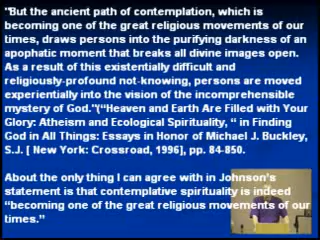 "But the ancient path of contemplation, which is
becoming one of the great religious movements of our
times, draws persons into the purifying darkness of an
apophatic moment that breaks all divine images open.
As a result of this existentially difficult and
religiously-profound not-knowing, persons are moved
experientially into the vision of the incomprehensible
mystery of God."(“Heaven and Earth Are Filled with Your
Glory: Atheism and Ecological Spirituality, “ in Finding
God in All Things: Essays in Honor of Michael J. Buckley,
S.J. [ New York: Crossroad, 1996], pp. 84-850.
About the only thing I can agree with in Johnson’s
statement is that contemplative spirituality is indeed
“becoming one of the great religious movements of our
times.”